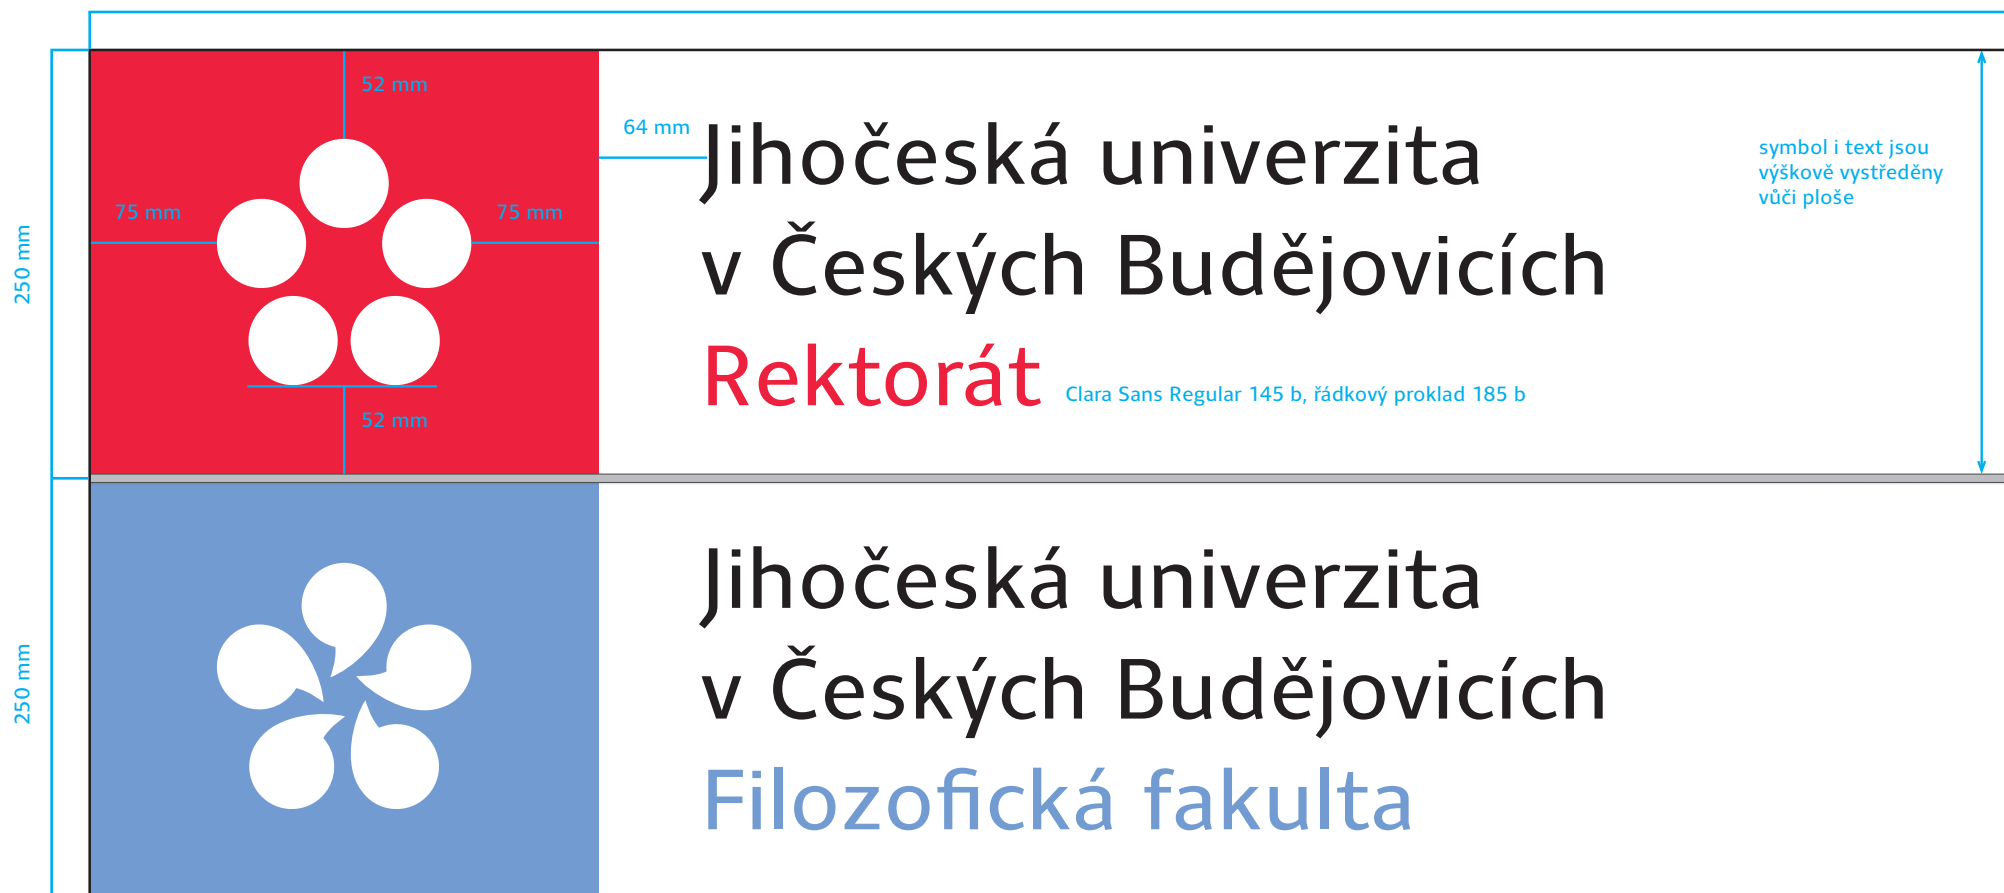 52 mm
64 mm
Jihočeská univerzita
symbol i text jsou
výškově vystředěny
vůči ploše
75 mm
75 mm
250 mm
v Českých Budějovicích
Rektorát
Clara Sans Regular 145 b, řádkový proklad 185 b
52 mm
Jihočeská univerzita
250 mm
v Českých Budějovicích
Filozofická fakulta